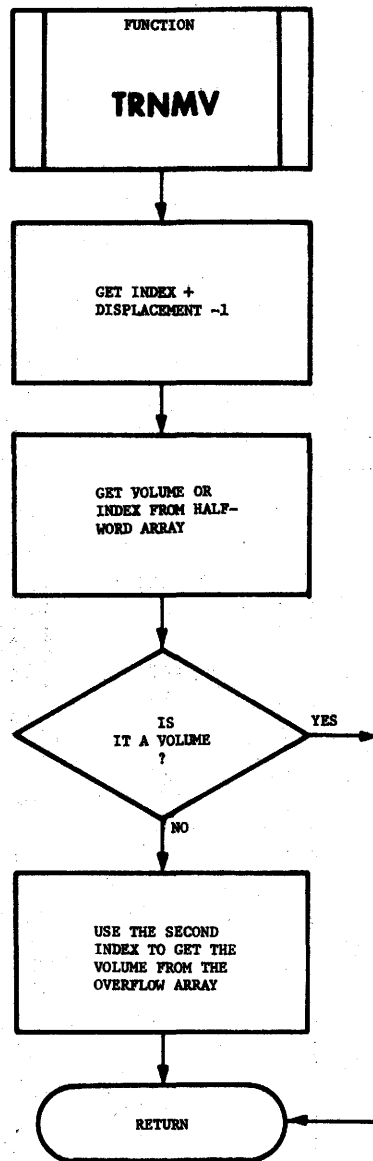 FUNCTION
TRNMV
GET INDEX +
DISPLACEMENT -1
GET VOLUME OR
INDEX FROM HALF-
WORD ARRAY
IS
IT A VOLUME
?
YES
NO
USE THE SECOND
INDEX TO GET THE
VOLUME FROM THE
OVERFLOW ARRAY
RETURN